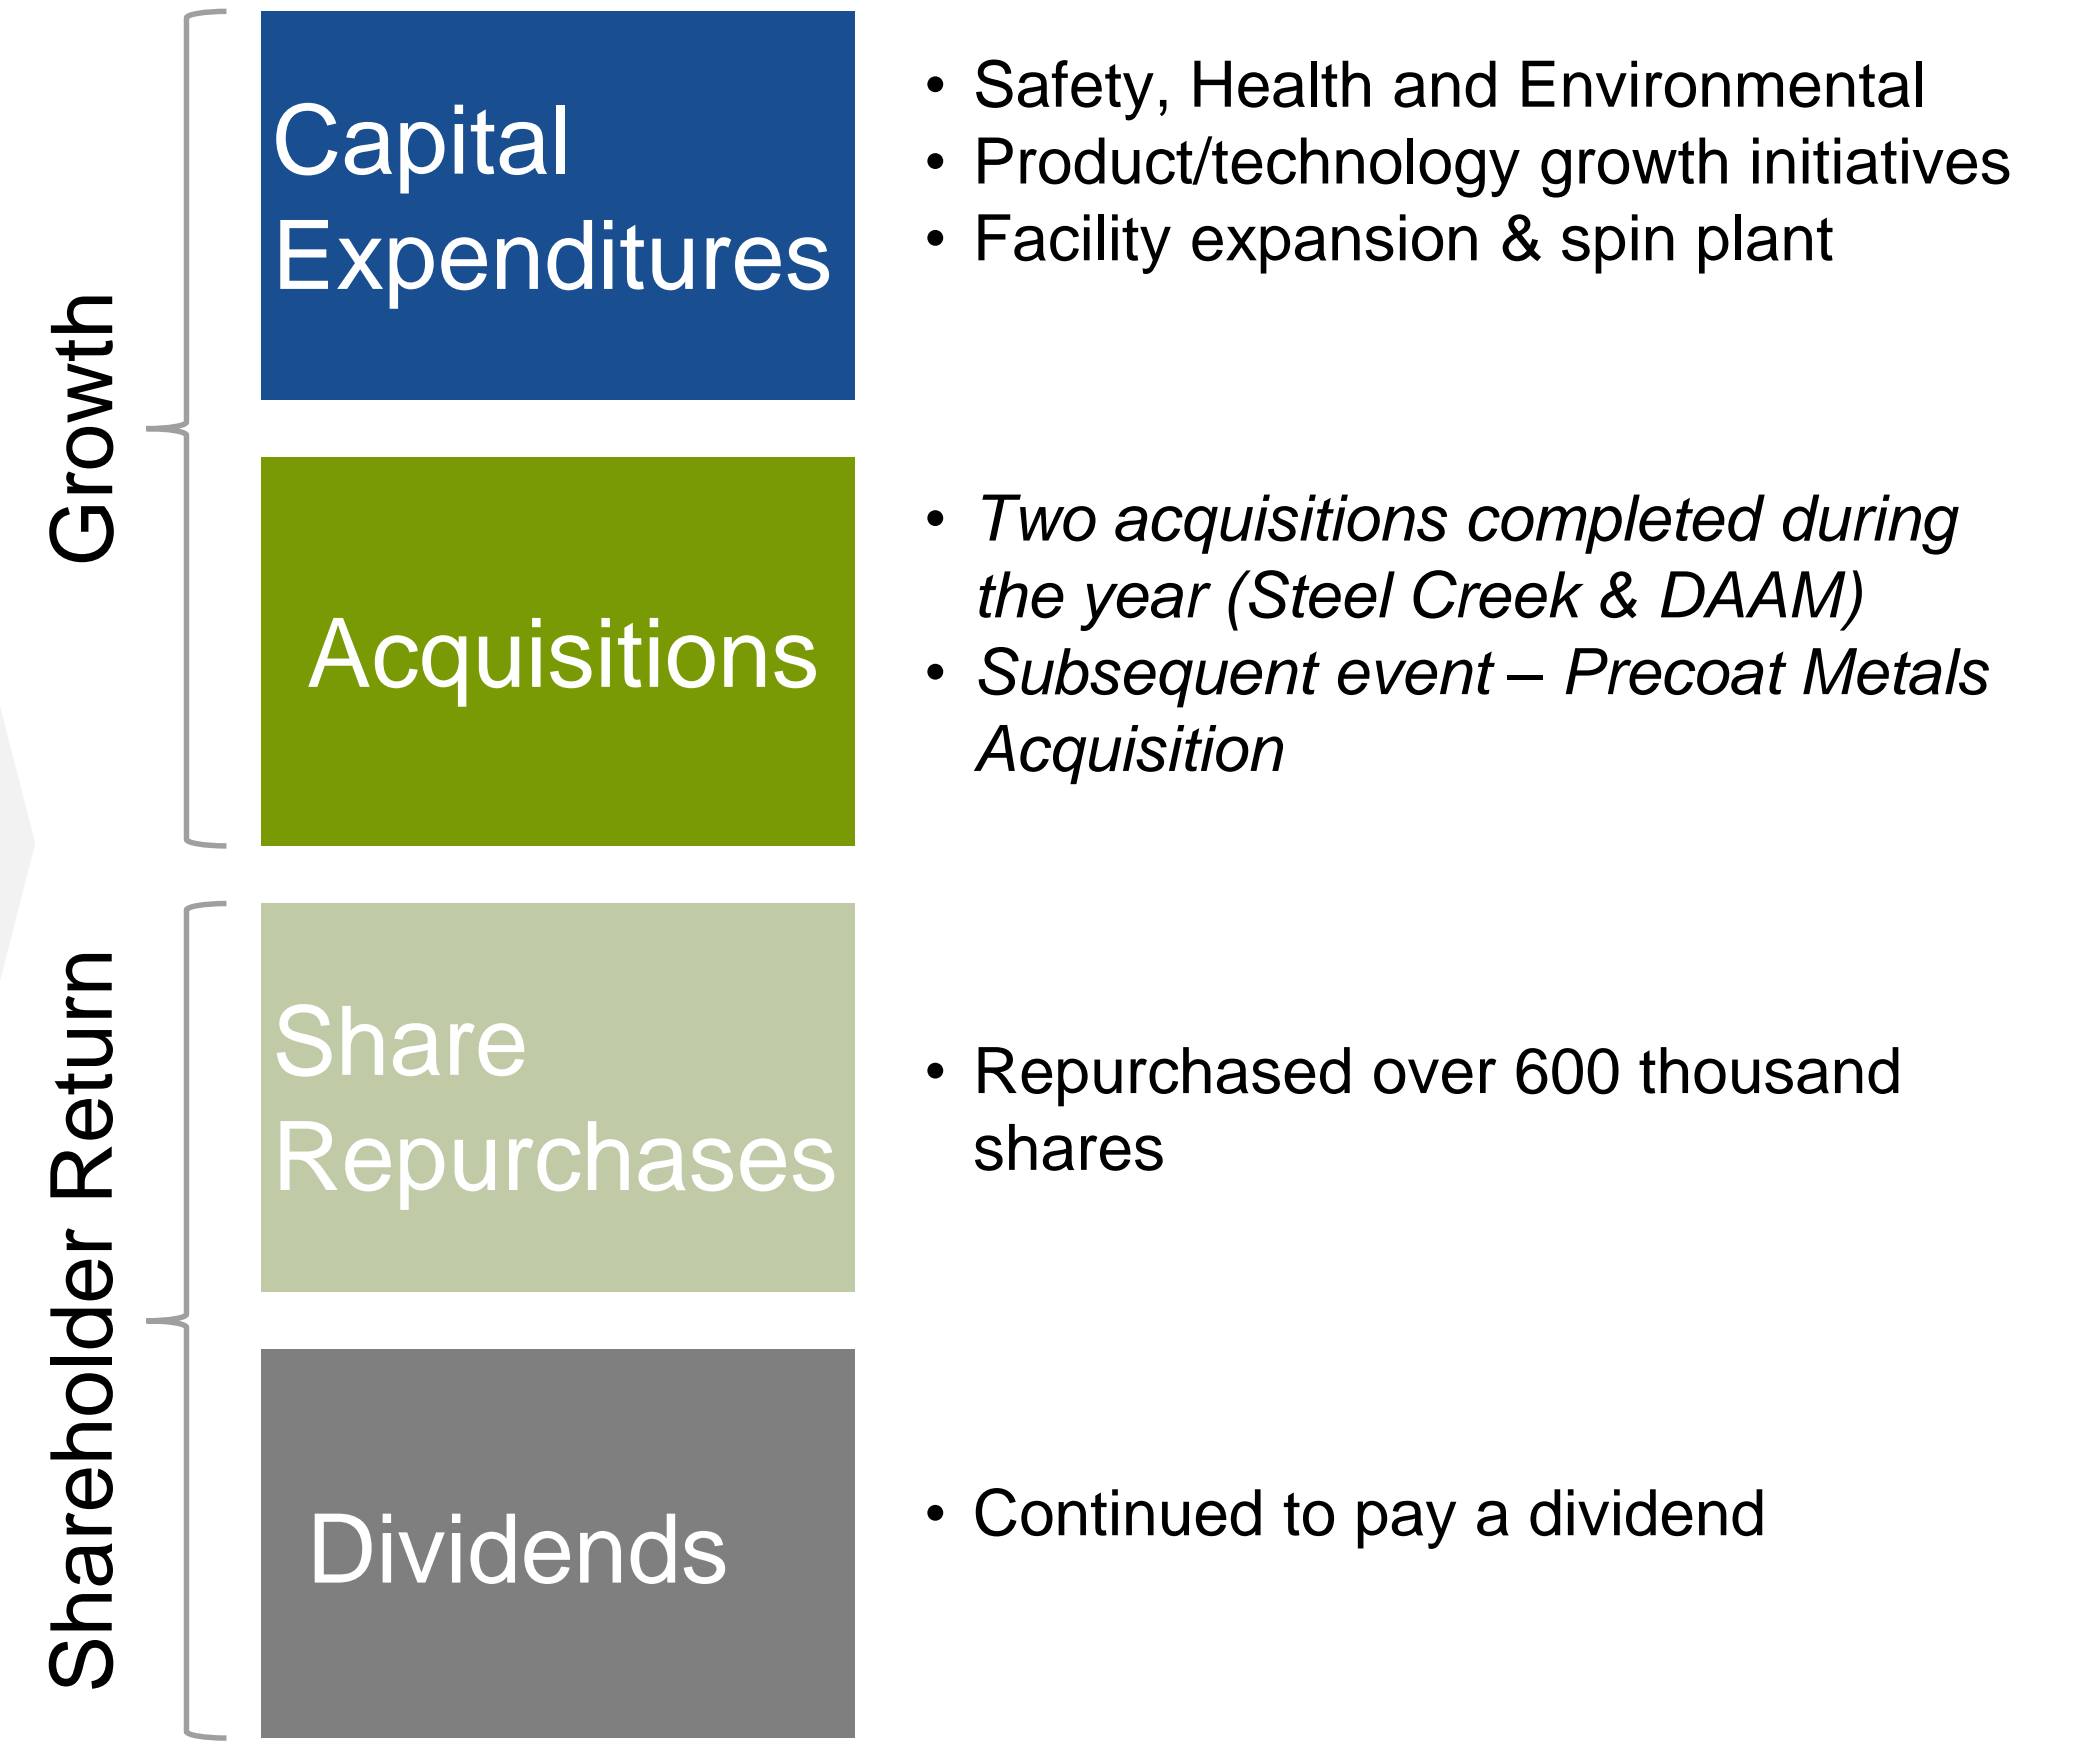 Growth
Capital
Expenditures
• Safety, Health and Environmental
• Product/technology growth initiatives
• Facility expansion & spin plant
Acquisitions
• Two acquisitions completed during
the year (Steel Creek & DAAM)
• Subsequent event – Precoat Metals
Acquisition
Shareholder Return
Share
Repurchases
• Repurchased over 600 thousand
shares
Dividends
• Continued to pay a dividend